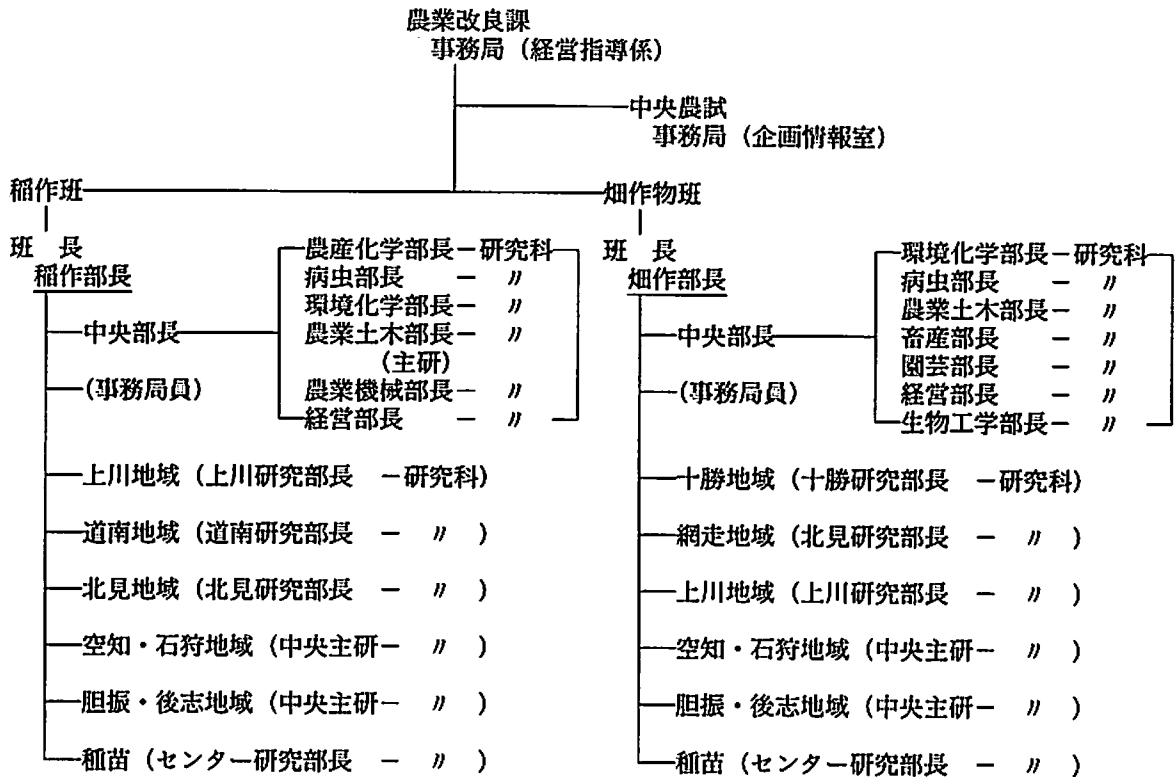 農業改良課
事務局（経営指導係）
中央農試
事務局（企画情報室）
稲作班
班　長
稲作部長
中央部長
農産化学部長－研究科
病虫部長　－　〃
環境化学部長－　〃
農業土木部長－　〃
（主研）
農業機械部長－　〃
経営部長　－　〃
（事務局員）
上川地域（上川研究部長　－研究科）
道南地域（道南研究部長　－　〃　）
北見地域（北見研究部長　－　〃　）
空知・石狩地域（中央主研－　〃　）
胆振・後志地域（中央主研－　〃　）
種苗（センター研究部長　－　〃　）
畑作物班
班　長
畑作部長
中央部長
環境化学部長－研究科
病虫部長　－　〃
農業土木部長－　〃
畜産部長　－　〃
園芸部長　－　〃
経営部長　－　〃
生物工学部長－　〃
（事務局員）
十勝地域（十勝研究部長　－研究科）
網走地域（北見研究部長　－　〃　）
上川地域（上川研究部長　－　〃　）
空知・石狩地域（中央主研－　〃　）
胆振・後志地域（中央主研－　〃　）
種苗（センター研究部長　－　〃　）